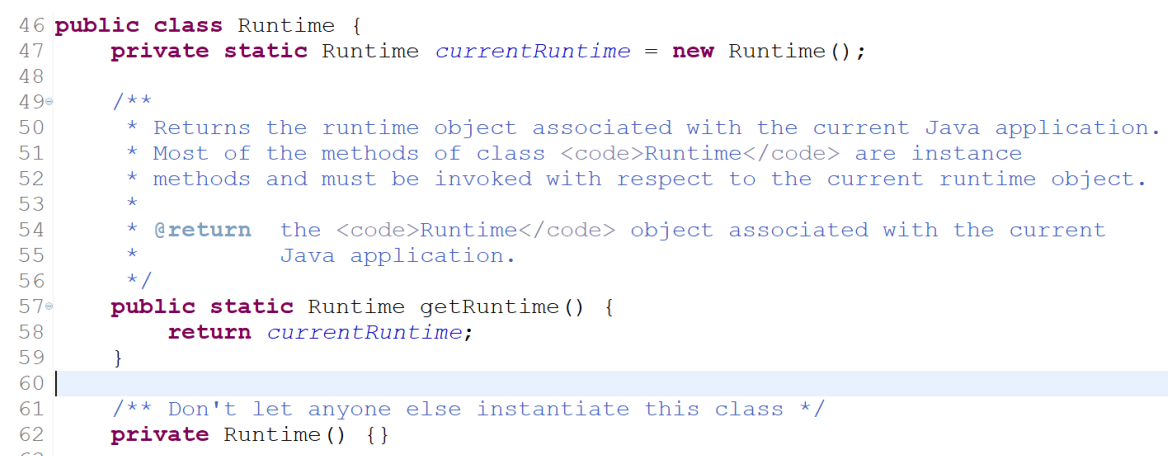 46 public class Runtime {
47     private static Runtime currentRuntime = new Runtime();
48
49     /**
50      * Returns the runtime object associated with the current Java application.
51      * Most of the methods of class <code>Runtime</code> are instance
52      * methods and must be invoked with respect to the current runtime object.
53      *
54      * @return  the <code>Runtime</code> object associated with the current
55      *          Java application.
56      */
57     public static Runtime getRuntime() {
58         return currentRuntime;
59     }
60
61     /** Don't let anyone else instantiate this class */
62     private Runtime() {}